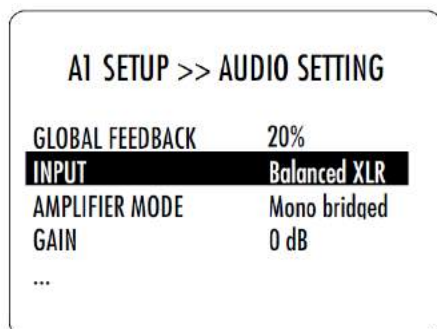 A1 SETUP >> AUDIO SETTING
GLOBAL FEEDBACK 20%
INPUT Balanced XLR
AMPLIFIER MODE Mono bridged
GAIN 0 dB
...